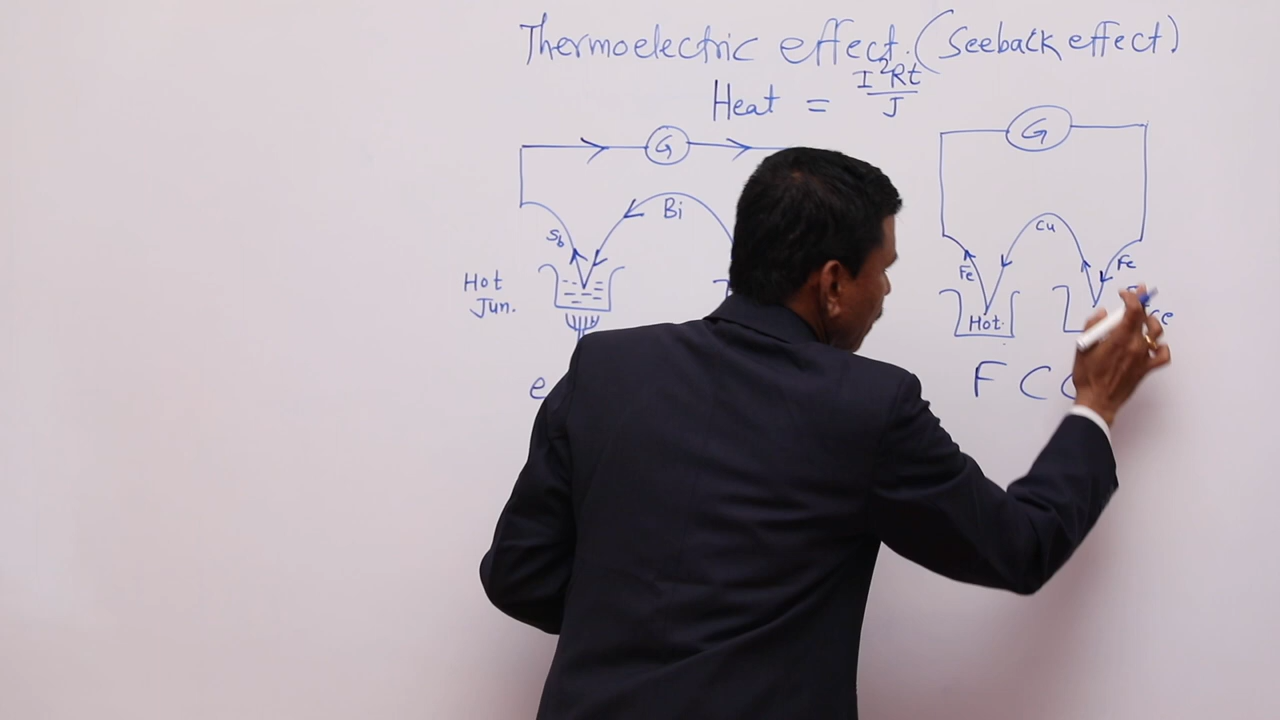 Thermoelectric effect. (Seeback effect)
Heat = I²Rt / J
G
G
Bi
Cu
Sb
Fe
Fe
Hot
Jun.
Hot
F C C
e